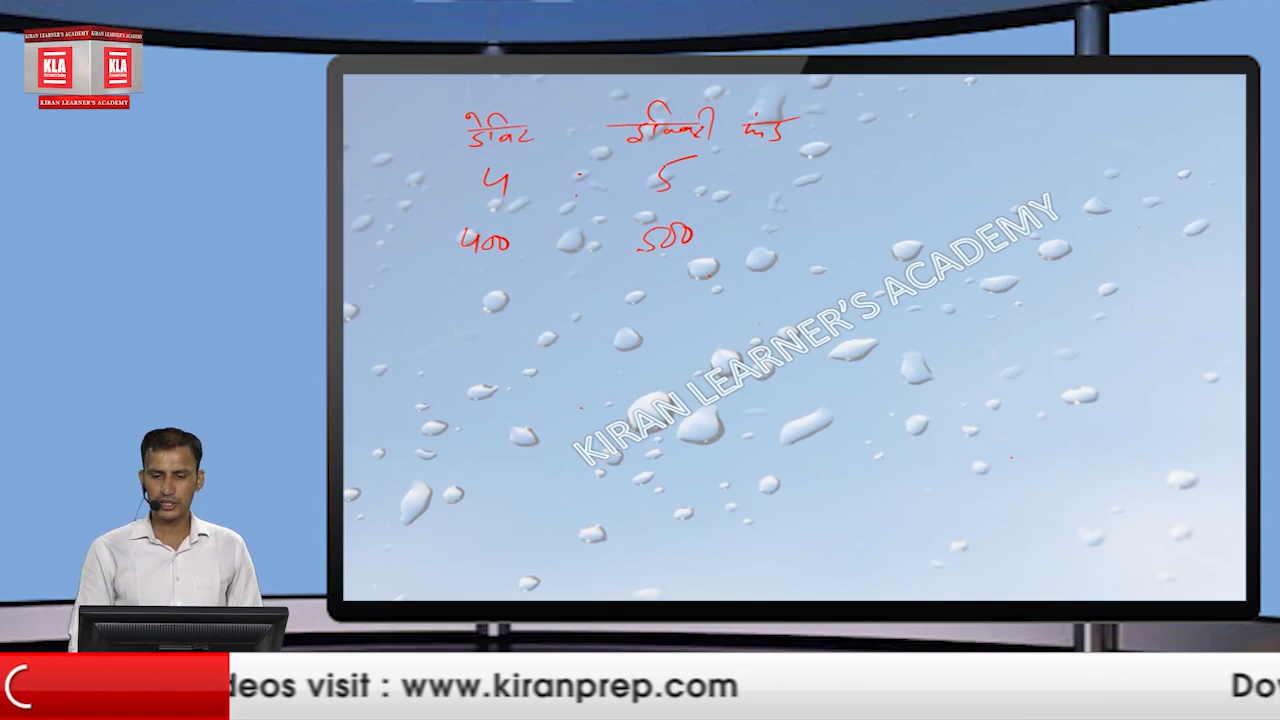 KIRAN LEARNER'S ACADEMY KIRAN LEARNER'S ACADEMY
KLA KLA
KIRAN LEARNER'S ACADEMY
डेबिट : इक्विटी फंड
4 : 5
400 500
KIRAN LEARNER'S ACADEMY
deos visit : www.kiranprep.com
Dov